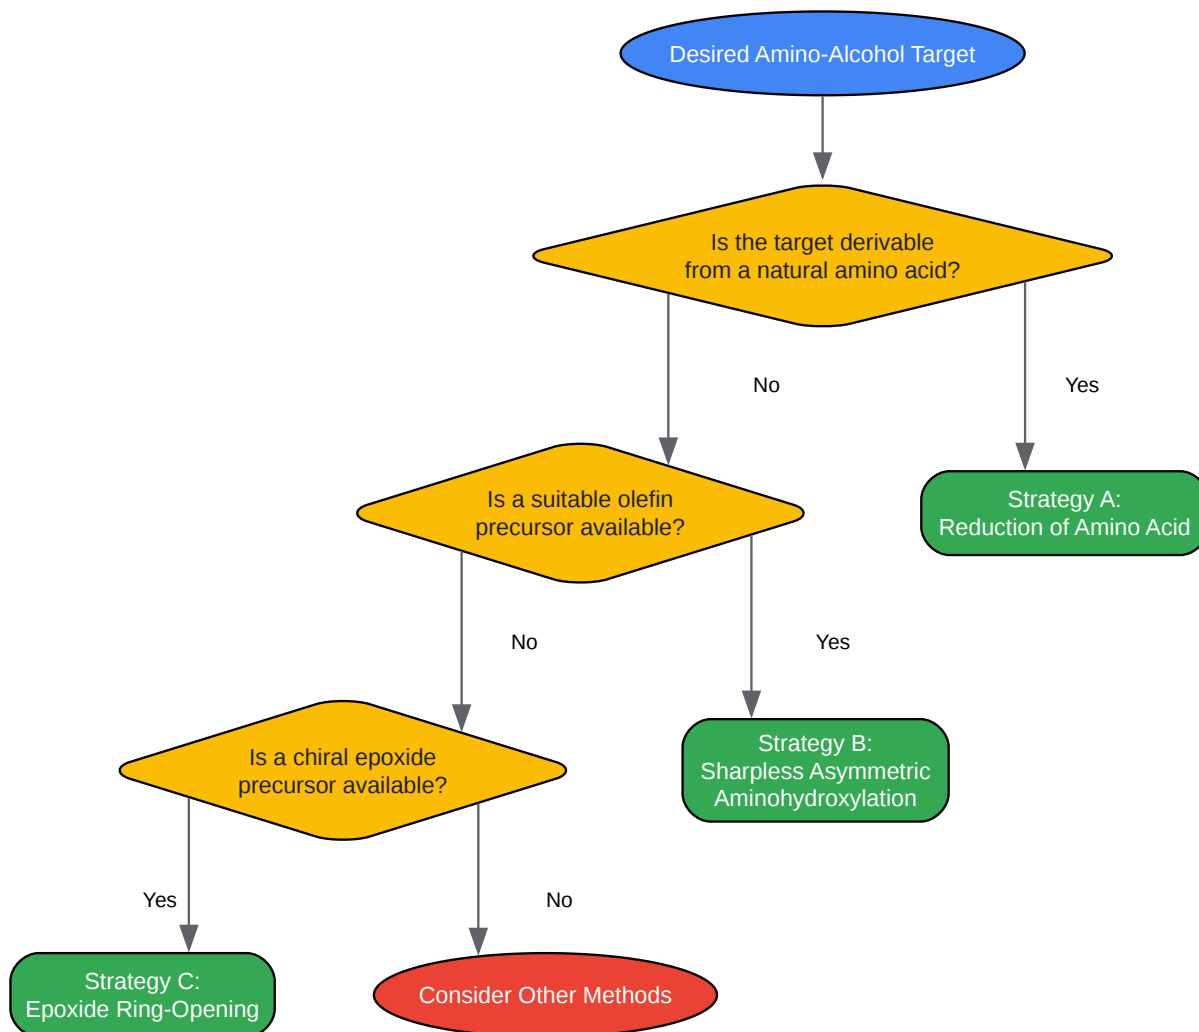 Desired Amino-Alcohol Target
Is the target derivable
from a natural amino acid?
No
Yes
Is a suitable olefin
precursor available?
Strategy A:
Reduction of Amino Acid
No
Yes
Is a chiral epoxide
precursor available?
Strategy B:
Sharpless Asymmetric
Aminohydroxylation
Yes
No
Strategy C:
Epoxide Ring-Opening
Consider Other Methods